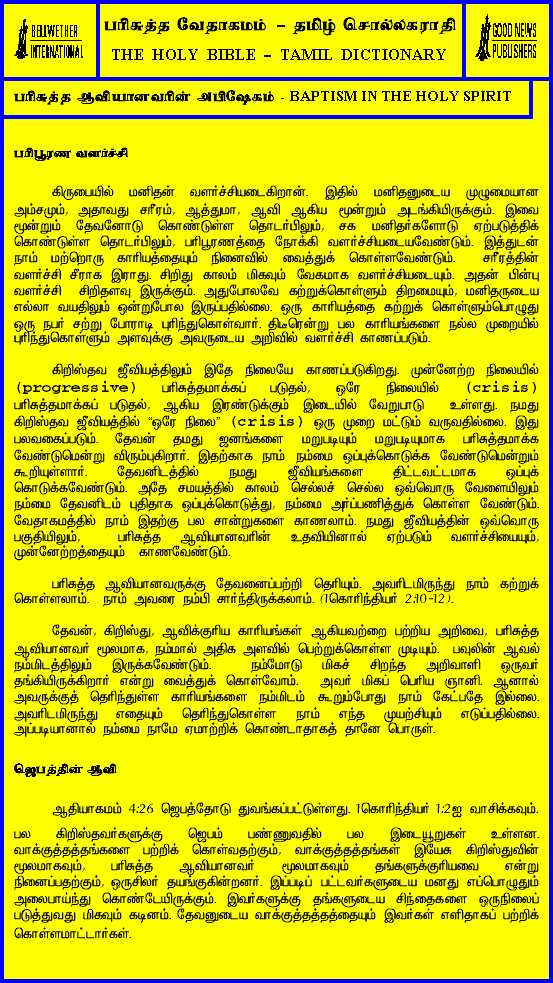 BELLWETHER
INTERNATIONAL
பரிசுத்த வேதாகமம் – தமிழ் சொல்லகராதி
THE HOLY BIBLE – TAMIL DICTIONARY
GOOD NEWS
PUBLISHERS
பரிசுத்த ஆவியானவரின் அபிஷேகம் - BAPTISM IN THE HOLY SPIRIT
பரிபூரண வளர்ச்சி
கிருபையில் மனிதன் வளர்ச்சியடைகிறான். இதில் மனிதனுடைய முழுமையான
அம்சமும், அதாவது சரீரம், ஆத்துமா, ஆவி ஆகிய மூன்றும் அடங்கியிருக்கும். இவை
மூன்றும் தேவனோடு கொண்டுள்ள தொடர்பிலும், சக மனிதர்களோடு ஏற்படுத்திக்
கொண்டுள்ள தொடர்பிலும், பரிபூரணத்தை நோக்கி வளர்ச்சியடையவேண்டும். இத்துடன்
நாம் மற்றொரு காரியத்தையும் நினைவில் வைத்துக் கொள்ளவேண்டும். சரீரத்தின்
வளர்ச்சி சீராக இராது. சிறிது காலம் மிகவும் வேகமாக வளர்ச்சியடையும். அதன் பின்பு
வளர்ச்சி சிறிதளவு இருக்கும். அதுபோலவே கற்றுக்கொள்ளும் திறமையும், மனிதருடைய
எல்லா வயதிலும் ஒன்றுபோல இருப்பதில்லை. ஒரு காரியத்தை கற்றுக் கொள்ளும்பொழுது
ஒரு நபர் சற்று போராடி புரிந்துகொள்வார். திடீரென்று பல காரியங்களை நல்ல முறையில்
புரிந்துகொள்ளும் அளவுக்கு அவருடைய அறிவில் வளர்ச்சி காணப்படும்.
கிறிஸ்தவ ஜீவியத்திலும் இதே நிலையே காணப்படுகிறது. முன்னேற்ற நிலையில்
(progressive) பரிசுத்தமாக்கப் படுதல், ஒரே நிலையில் (crisis)
பரிசுத்தமாக்கப் படுதல், ஆகிய இரண்டுக்கும் இடையில் வேறுபாடு உள்ளது. நமது
கிறிஸ்தவ ஜீவியத்தில் “ஒரே நிலை” (crisis) ஒரு முறை மட்டும் வருவதில்லை. இது
பலவகைப்படும். தேவன் தமது ஜனங்களை மறுபடியும் மறுபடியுமாக பரிசுத்தமாக்க
வேண்டுமென்று விரும்புகிறார். இதற்காக நாம் நம்மை ஒப்புக்கொடுக்க வேண்டுமென்றும்
கூறியுள்ளார். தேவனிடத்தில் நமது ஜீவியங்களை திட்டவட்டமாக ஒப்புக்
கொடுக்கவேண்டும். அதே சமயத்தில் காலம் செல்லச் செல்ல ஒவ்வொரு வேளையிலும்
நம்மை தேவனிடம் புதிதாக ஒப்புக்கொடுத்து, நம்மை அர்ப்பணித்துக் கொள்ள வேண்டும்.
வேதாகமத்தில் நாம் இதற்கு பல சான்றுகளை காணலாம். நமது ஜீவியத்தின் ஒவ்வொரு
பகுதியிலும், பரிசுத்த ஆவியானவரின் உதவியினால் ஏற்படும் வளர்ச்சியையும்,
முன்னேற்றத்தையும் காணவேண்டும்.
பரிசுத்த ஆவியானவருக்கு தேவனைப்பற்றி தெரியும். அவரிடமிருந்து நாம் கற்றுக்
கொள்ளலாம். நாம் அவரை நம்பி சார்ந்திருக்கலாம். (1கொரிந்தியர் 2:10-12).
தேவன், கிறிஸ்து, ஆவிக்குரிய காரியங்கள் ஆகியவற்றை பற்றிய அறிவை, பரிசுத்த
ஆவியானவர் மூலமாக, நம்மால் அதிக அளவில் பெற்றுக்கொள்ள முடியும். பவுலின் ஆவல்
நம்மிடத்திலும் இருக்கவேண்டும். நம்மோடு மிகச் சிறந்த அறிவாளி ஒருவர்
தங்கியிருக்கிறார் என்று வைத்துக் கொள்வோம். அவர் மிகப் பெரிய ஞானி. ஆனால்
அவருக்குத் தெரிந்துள்ள காரியங்களை நம்மிடம் கூறும்போது நாம் கேட்பதே இல்லை.
அவரிடமிருந்து எதையும் தெரிந்துகொள்ள நாம் எந்த முயற்சியும் எடுப்பதில்லை.
அப்படியானால் நம்மை நாமே ஏமாற்றிக் கொண்டாதாகத் தானே பொருள்.
ஜெபத்தின் ஆவி
ஆதியாகமம் 4:26 ஜெபத்தோடு துவங்கப்பட்டுள்ளது. 1கொரிந்தியர் 1:2ஐ வாசிக்கவும்.
பல கிறிஸ்தவர்களுக்கு ஜெபம் பண்ணுவதில் பல இடையூறுகள் உள்ளன.
வாக்குத்தத்தங்களை பற்றிக் கொள்வதற்கும், வாக்குத்தத்தங்கள் இயேசு கிறிஸ்துவின்
மூலமாகவும், பரிசுத்த ஆவியானவர் மூலமாகவும் தங்களுக்குரியவை என்று
நினைப்பதற்கும், ஒருசிலர் தயங்குகின்றனர். இப்படிப் பட்டவர்களுடைய மனது எப்பொழுதும்
அலைபாய்ந்து கொண்டேயிருக்கும். இவர்களுக்கு தங்களுடைய சிந்தைகளை ஒருநிலைப்
படுத்துவது மிகவும் கடினம். தேவனுடைய வாக்குத்தத்தத்தையும் இவர்கள் எளிதாகப் பற்றிக்
கொள்ளமாட்டார்கள்.